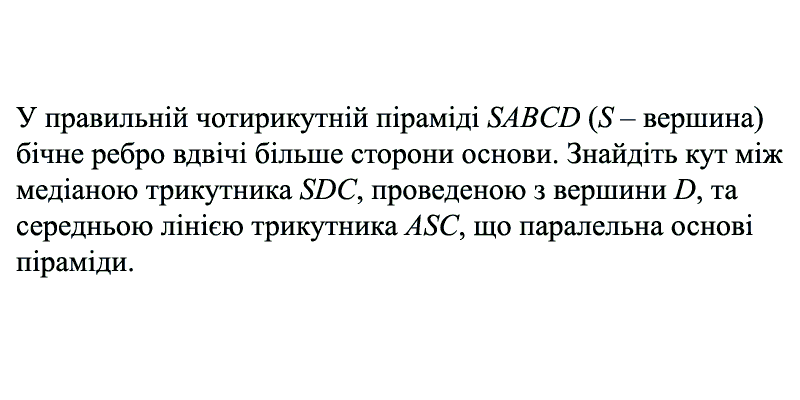 У правильній чотирикутній піраміді SABCD (S – вершина)
бічне ребро вдвічі більше сторони основи. Знайдіть кут між
медіаною трикутника SDC, проведеною з вершини D, та
середньою лінією трикутника ASC, що паралельна основі
піраміди.